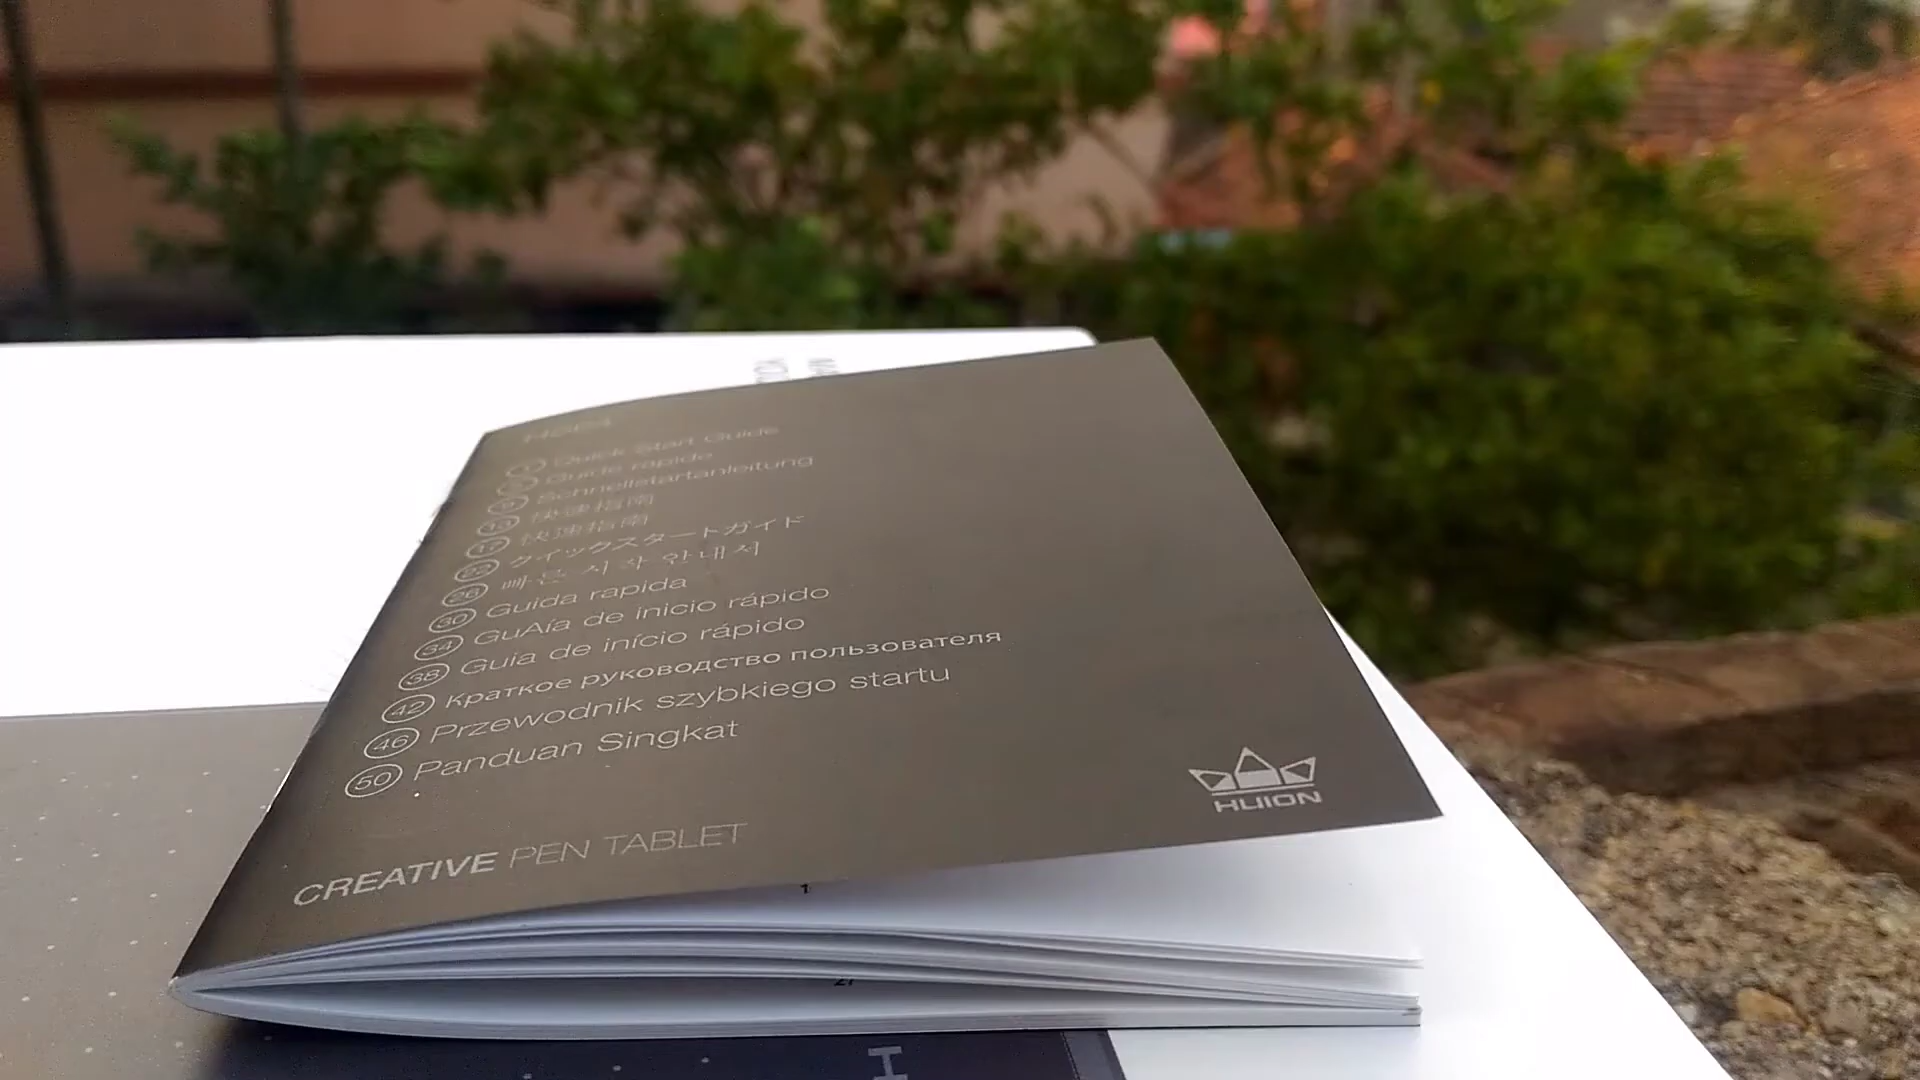 Quick Start Guide
Guide rapide
Schnellstartanleitung
快速指南
快速指南
22 クイックスタートガイド
26 빠른 시작 안내서
30 Guida rapida
34 GuAía de inicio rápido
38 Guia de início rápido
42 Краткое руководство пользователя
46 Przewodnik szybkiego startu
50 Panduan Singkat
HUION
CREATIVE PEN TABLET